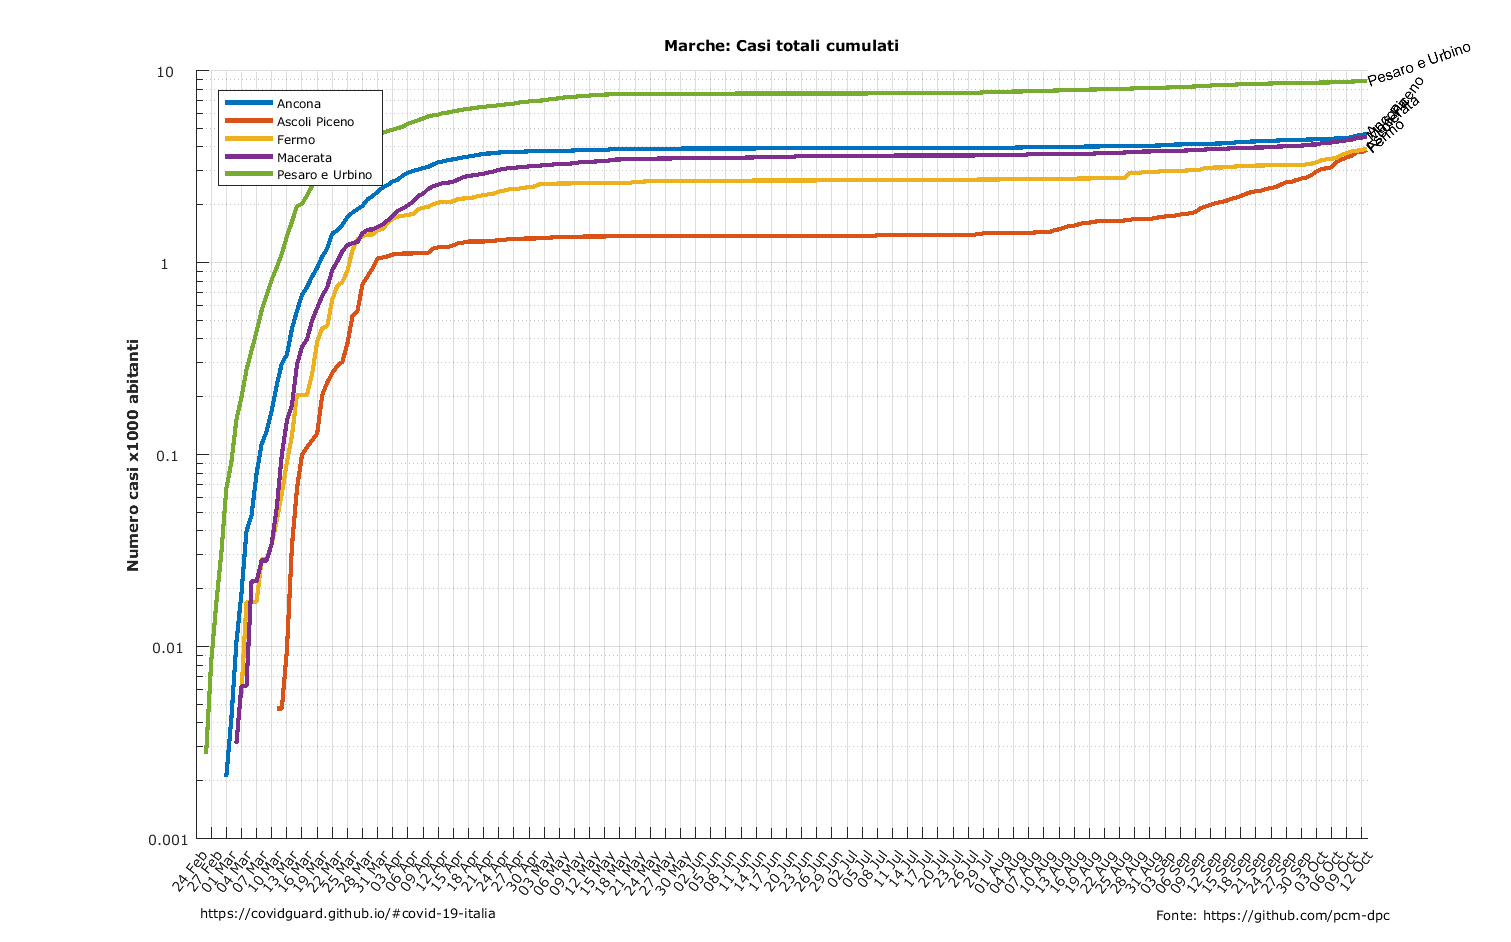 Marche: Casi totali cumulati
Pesaro e Urbino
Ancona
Ascoli Piceno
Macerata
Fermo
10
1
0.1
0.01
0.001
Ancona
Ascoli Piceno
Fermo
Macerata
Pesaro e Urbino
Numero casi x1000 abitanti
24 Feb
27 Feb
01 Mar
04 Mar
07 Mar
10 Mar
13 Mar
16 Mar
19 Mar
22 Mar
25 Mar
28 Mar
31 Mar
03 Apr
06 Apr
09 Apr
12 Apr
15 Apr
18 Apr
21 Apr
24 Apr
27 Apr
30 Apr
03 May
06 May
09 May
12 May
15 May
18 May
21 May
24 May
27 May
30 May
02 Jun
05 Jun
08 Jun
11 Jun
14 Jun
17 Jun
20 Jun
23 Jun
26 Jun
29 Jun
02 Jul
05 Jul
08 Jul
11 Jul
14 Jul
17 Jul
20 Jul
23 Jul
26 Jul
29 Jul
01 Aug
04 Aug
07 Aug
10 Aug
13 Aug
16 Aug
19 Aug
22 Aug
25 Aug
28 Aug
31 Aug
03 Sep
06 Sep
09 Sep
12 Sep
15 Sep
18 Sep
21 Sep
24 Sep
27 Sep
30 Sep
03 Oct
06 Oct
09 Oct
12 Oct
https://covidguard.github.io/#covid-19-italia
Fonte: https://github.com/pcm-dpc